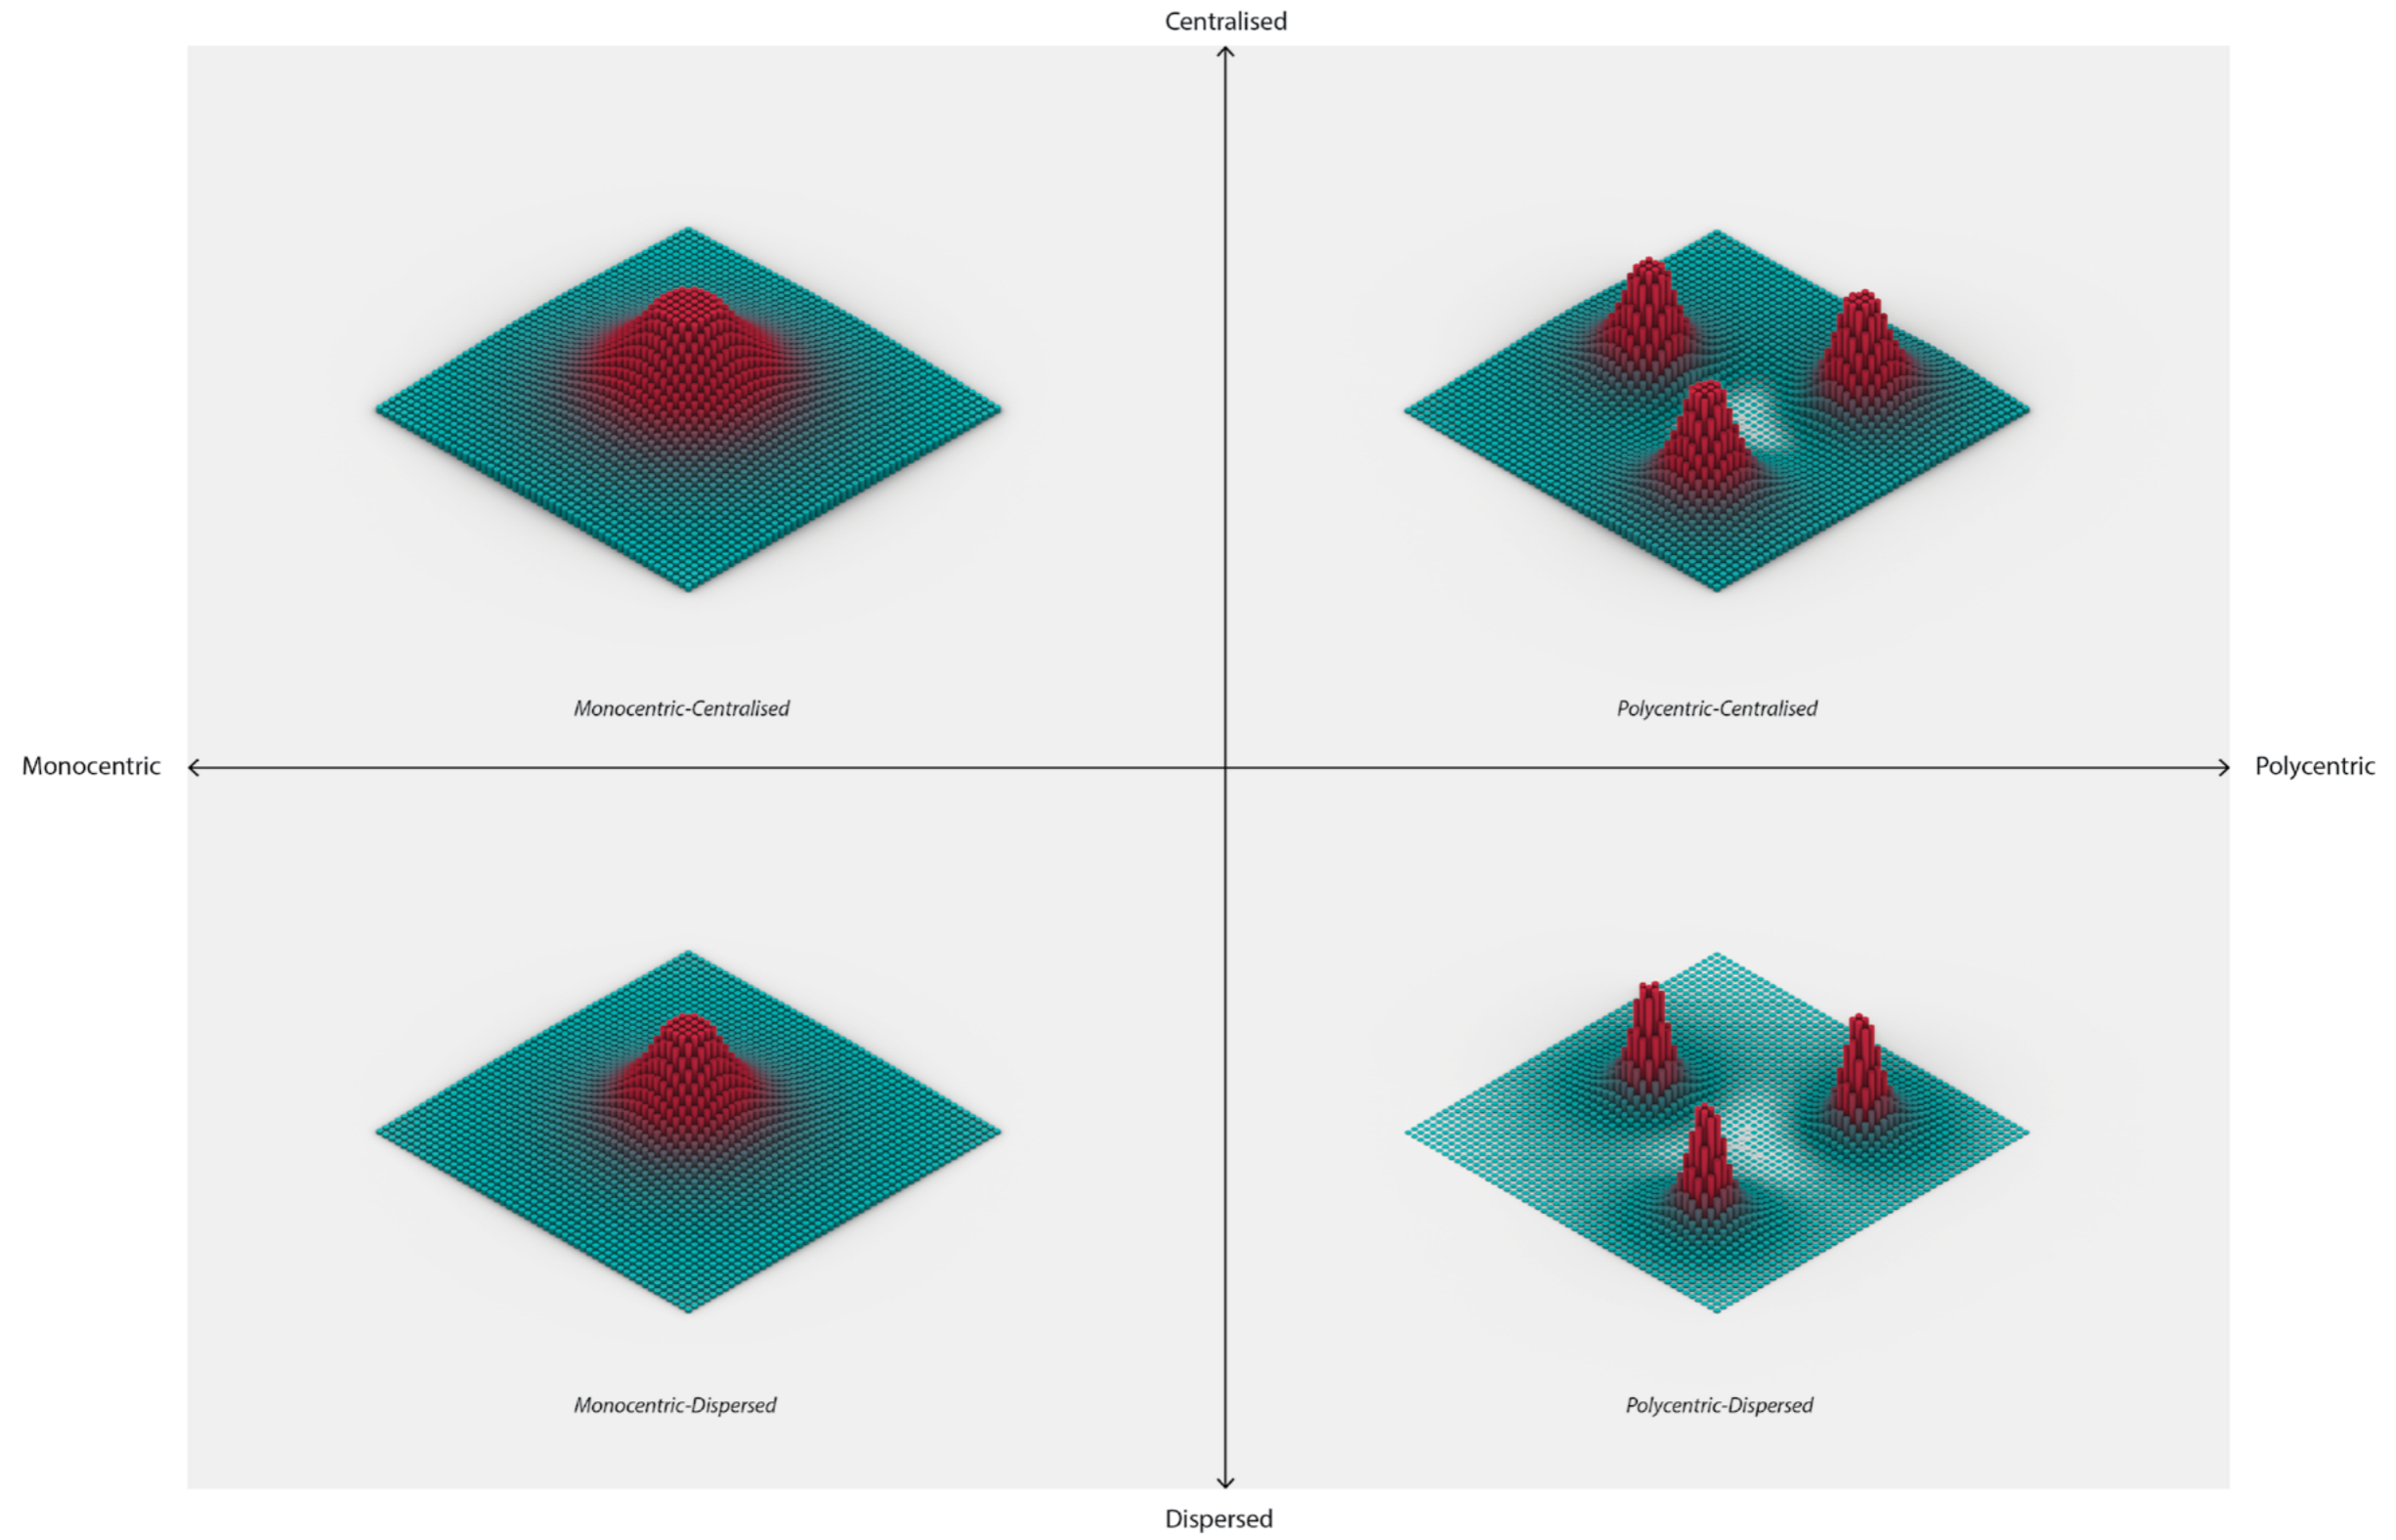 Centralised
Monocentric-Centralised
Polycentric-Centralised
Monocentric
Polycentric
Monocentric-Dispersed
Polycentric-Dispersed
Dispersed